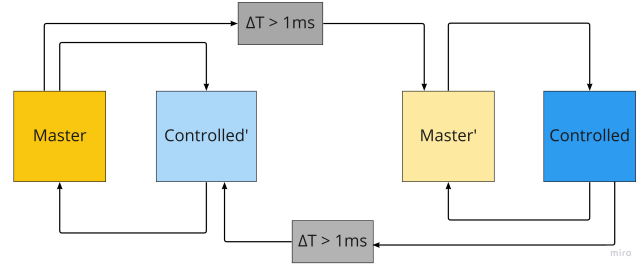 ΔT > 1ms
Master
Controlled'
Master'
Controlled
ΔT > 1ms
miro